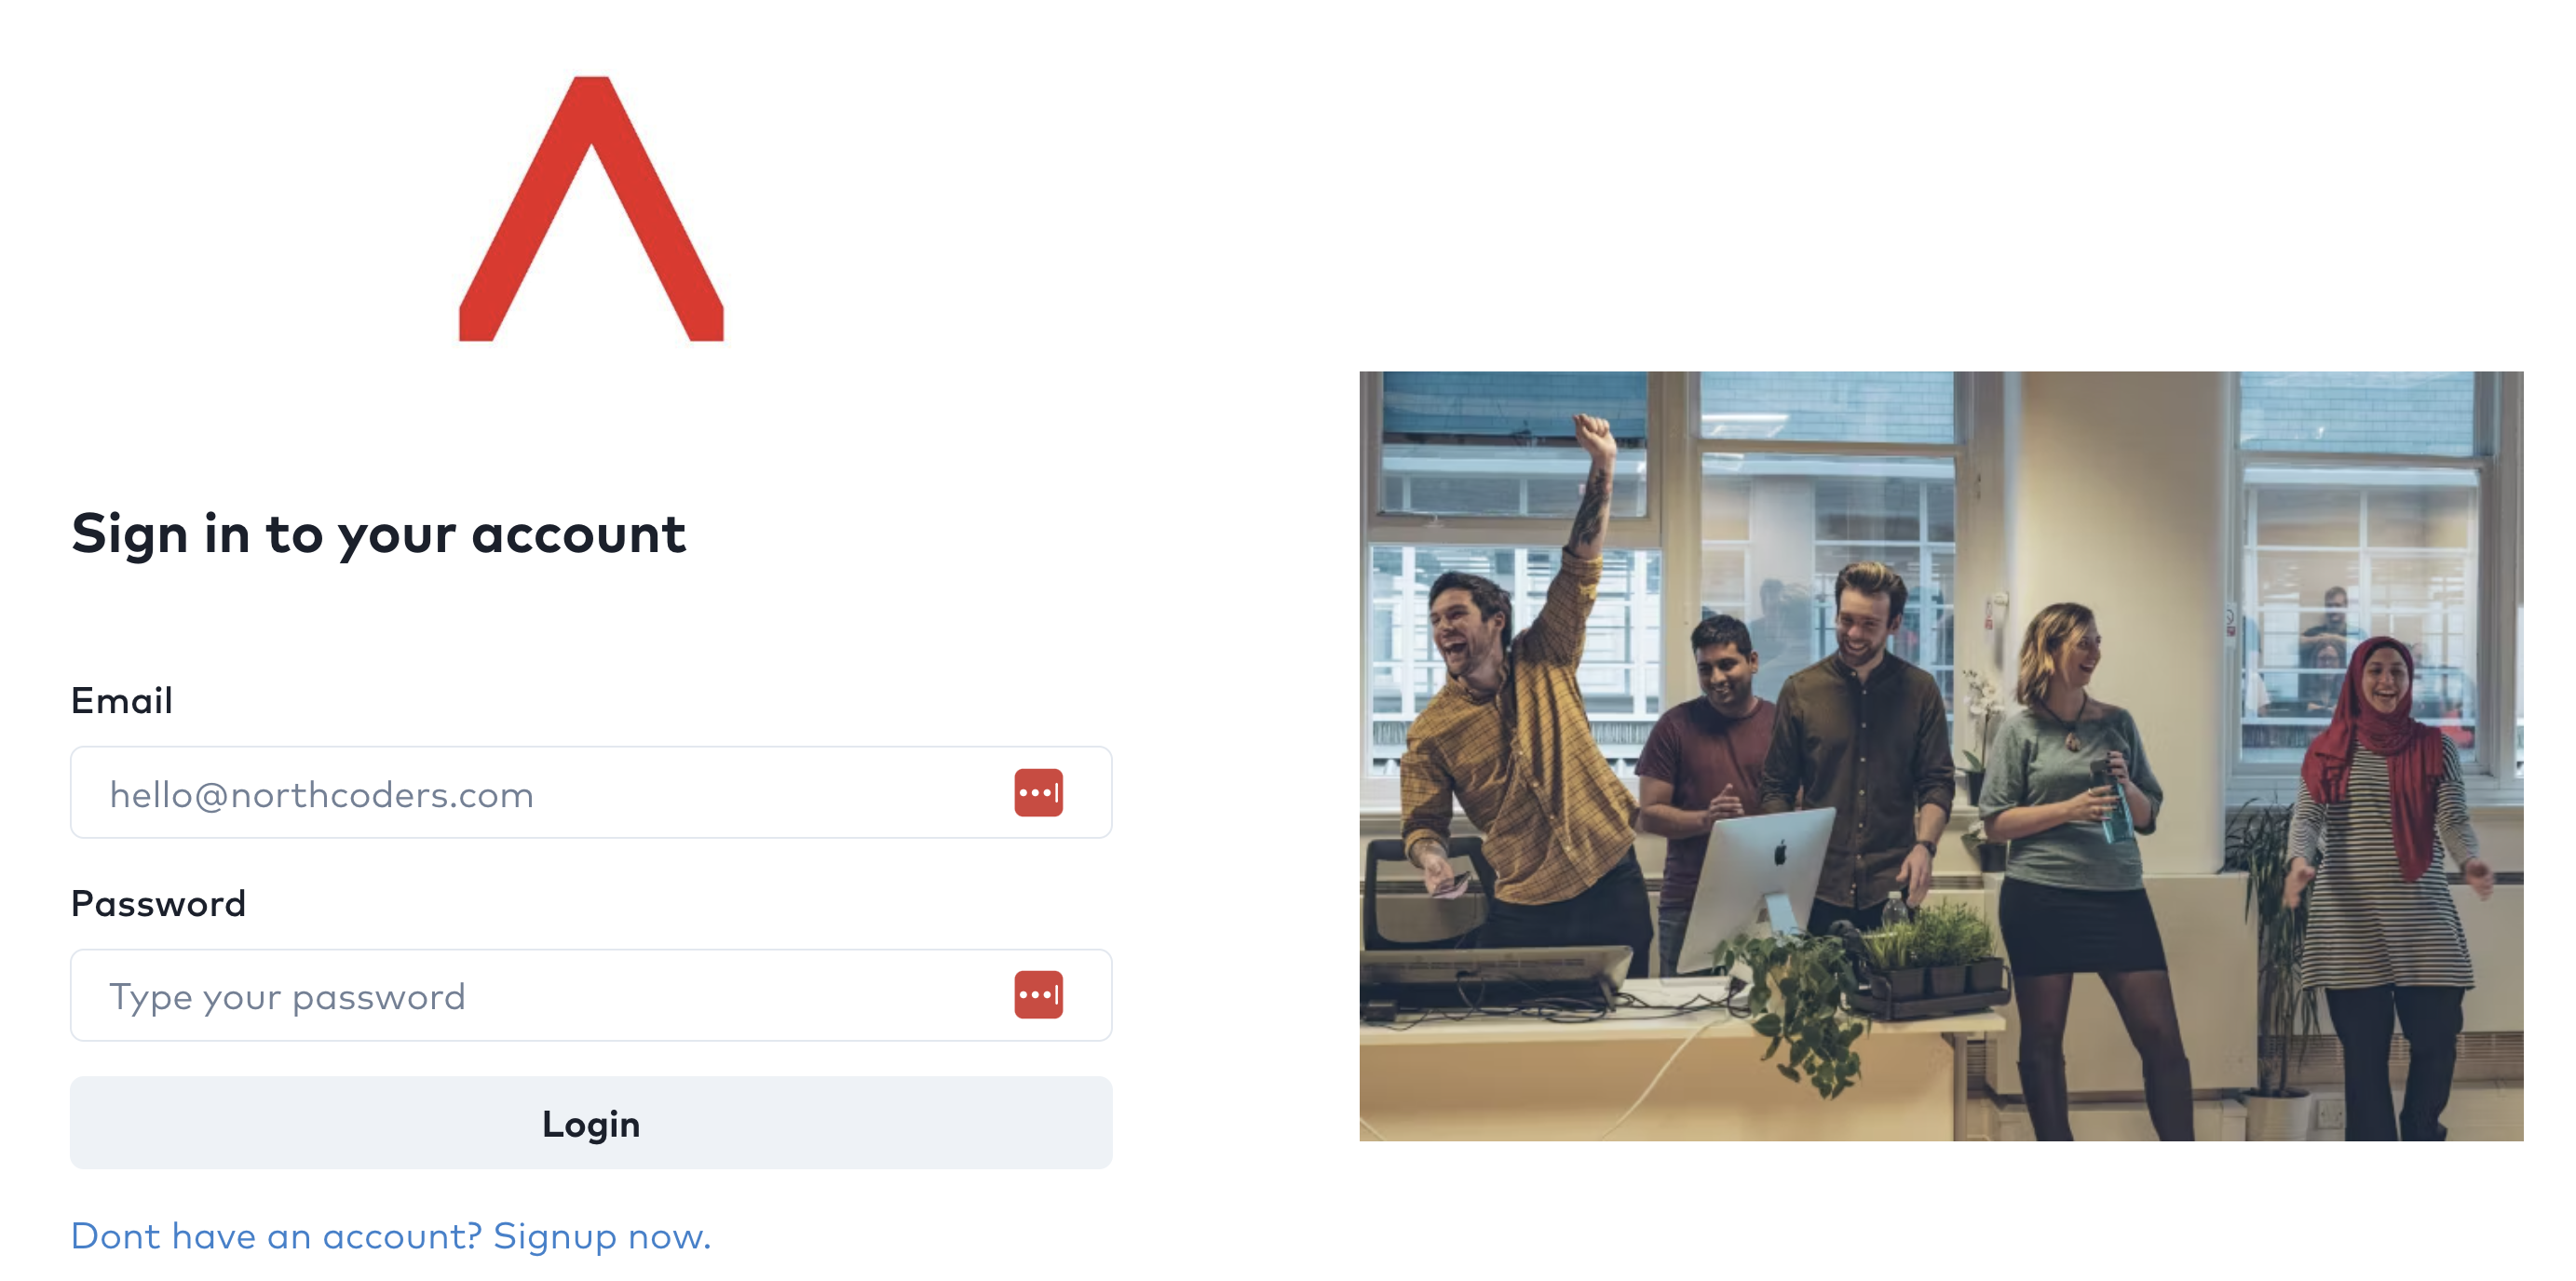 Sign in to your account
Email
hello@northcoders.com
Password
Type your password
Login
Dont have an account? Signup now.